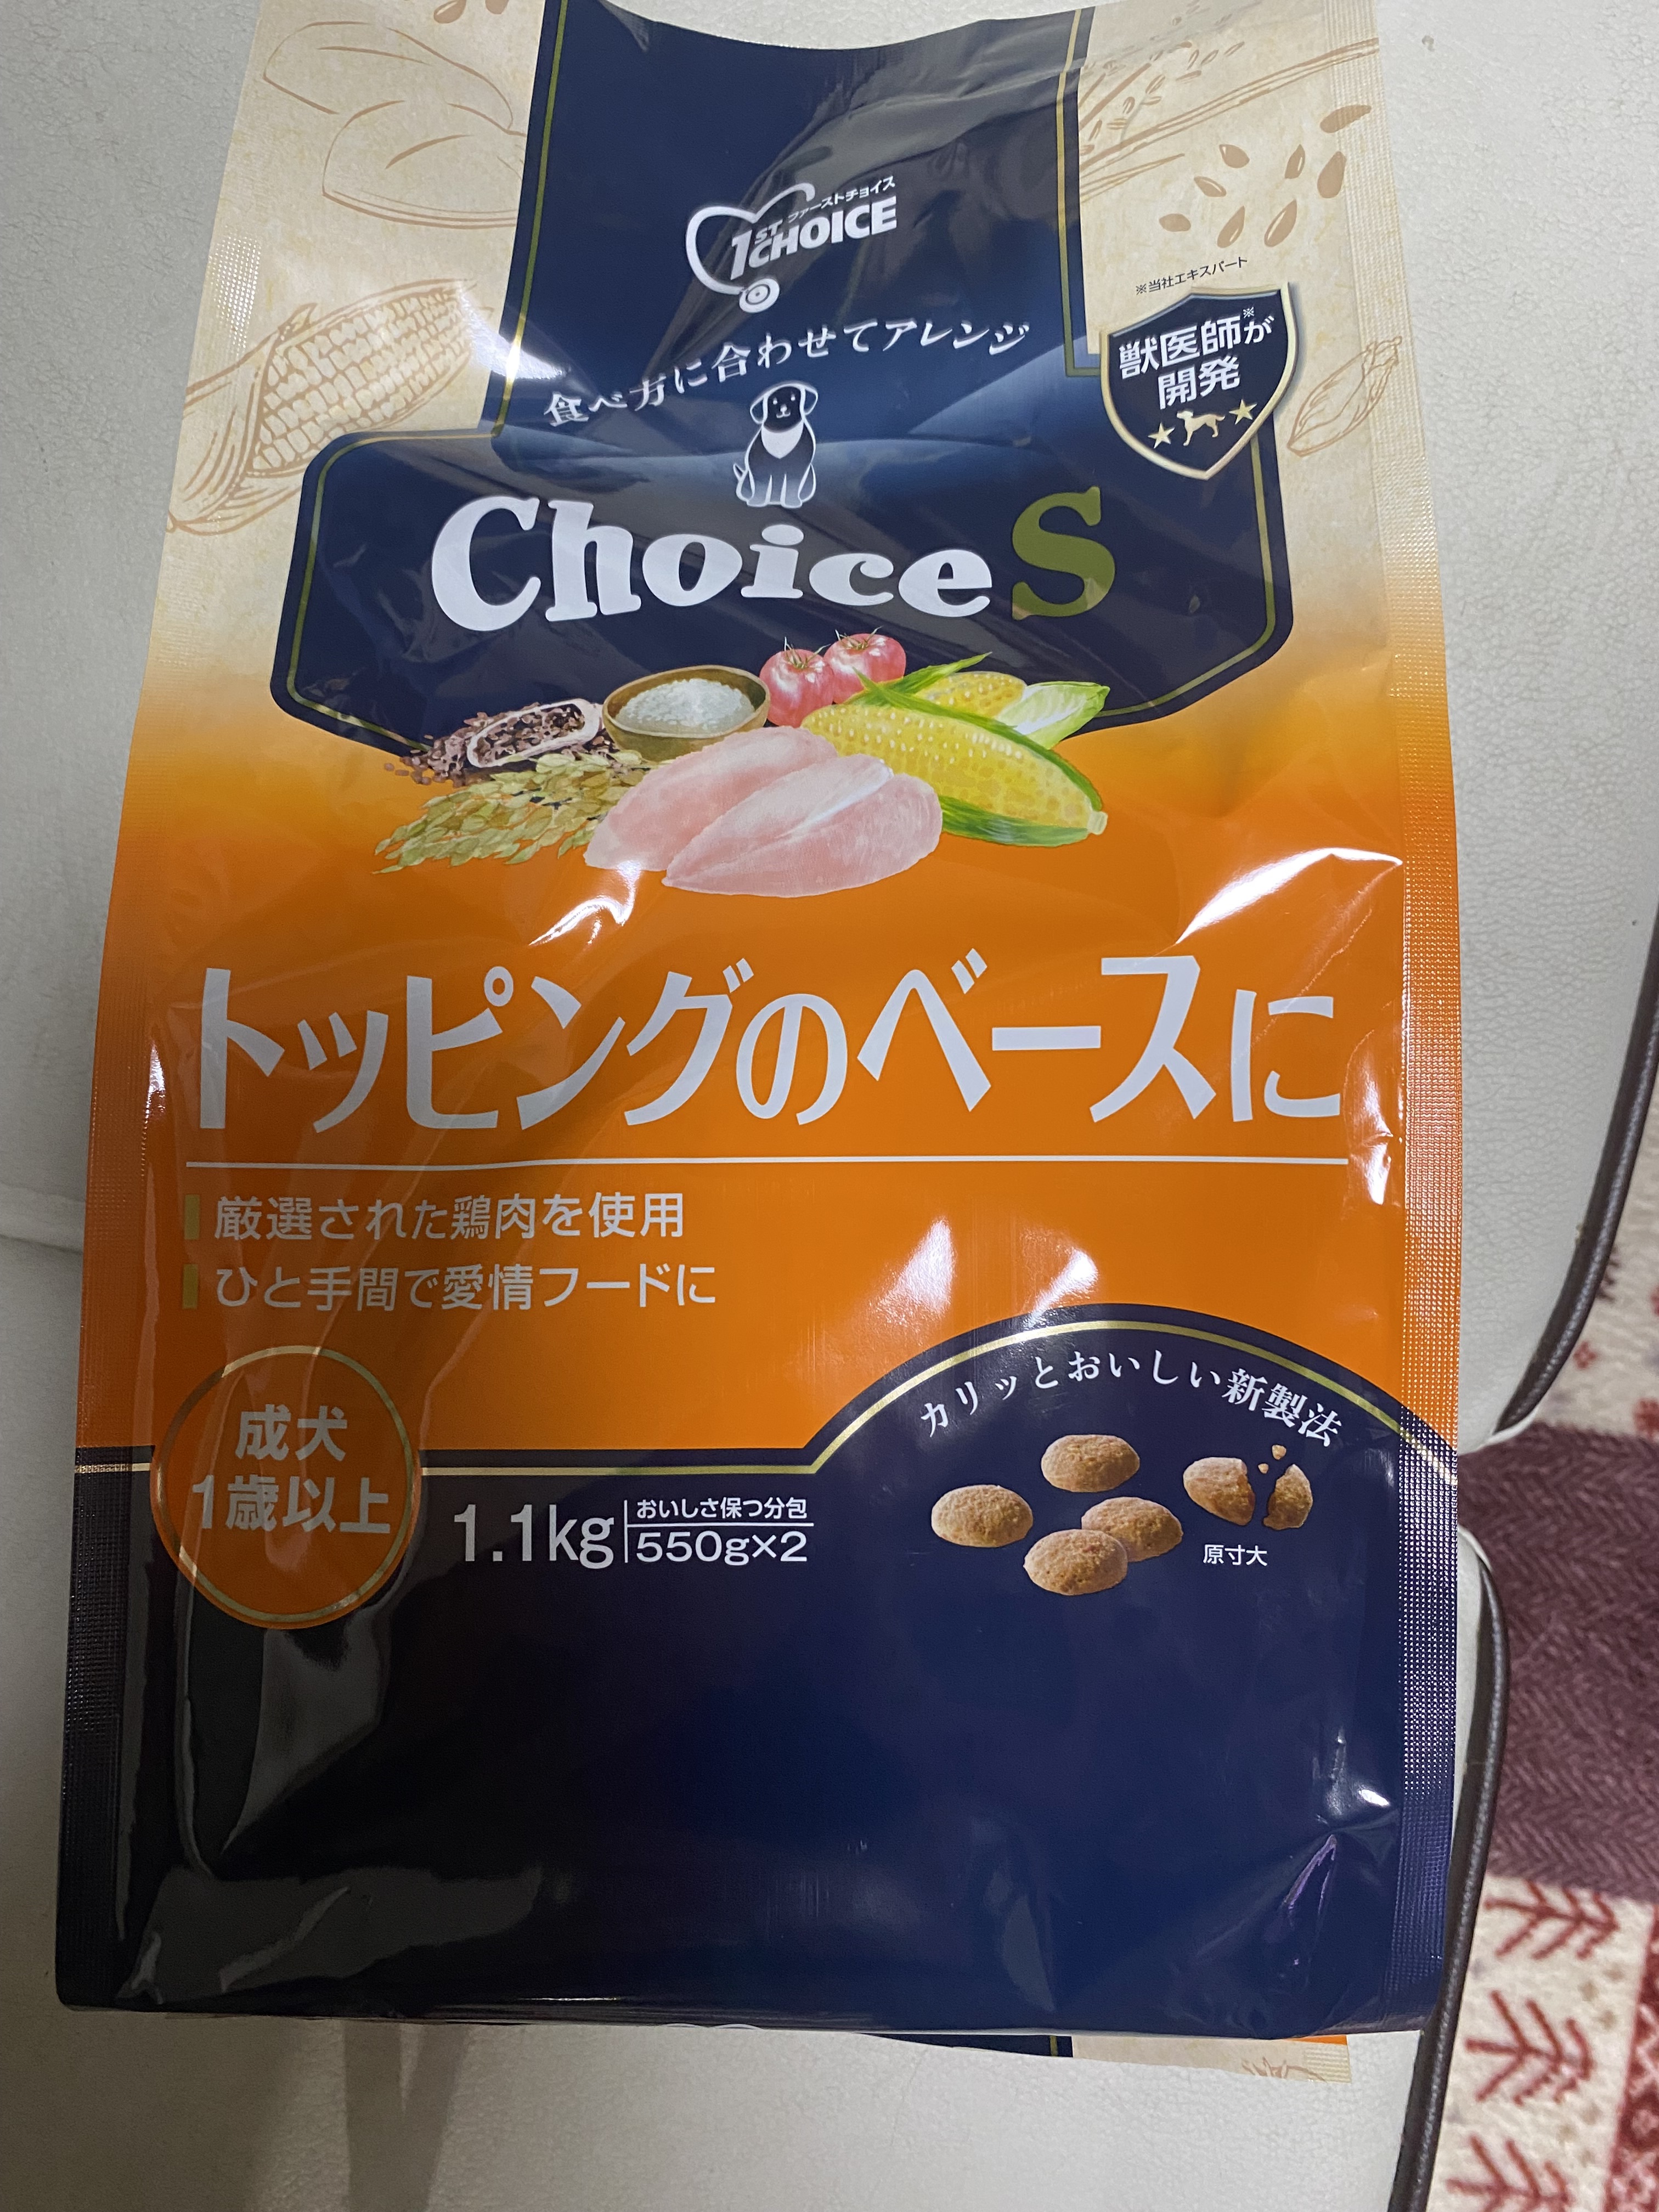 ファーストチョイス
1ST CHOICE
※当社エキスパート
獣医師※が
開発
食べ方に合わせてアレンジ
Choice S
トッピングのベースに
厳選された鶏肉を使用
ひと手間で愛情フードに
カリッとおいしい新製法
成犬
1歳以上
1.1kg
おいしさ保つ分包
550g×2
原寸大